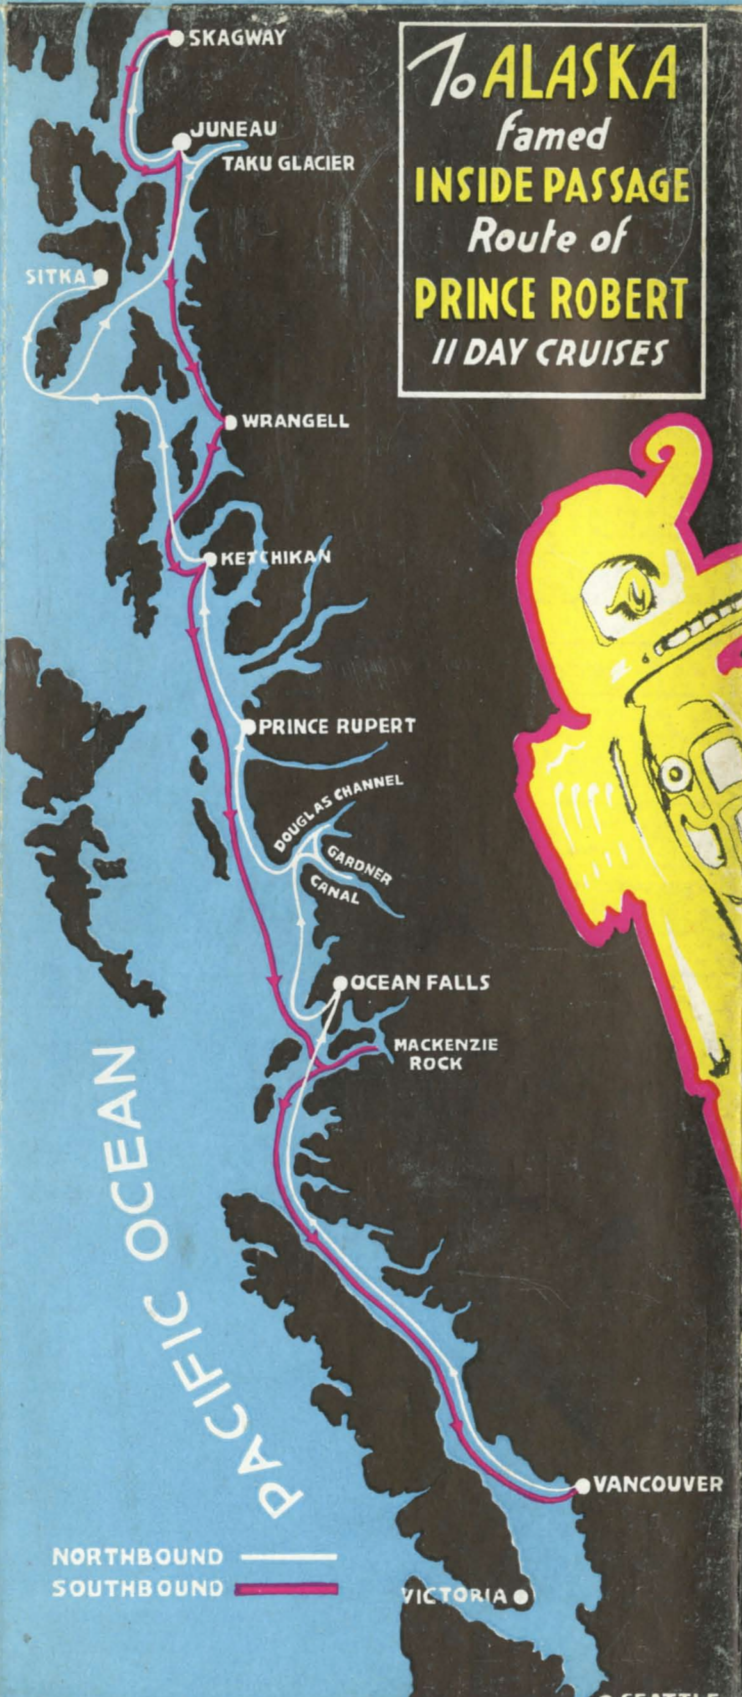 To ALASKA
famed
INSIDE PASSAGE
Route of
PRINCE ROBERT
11 DAY CRUISES
SKAGWAY
JUNEAU
TAKU GLACIER
SITKA
WRANGELL
KETCHIKAN
PRINCE RUPERT
DOUGLAS CHANNEL
GARDNER
CANAL
OCEAN FALLS
MACKENZIE
ROCK
PACIFIC OCEAN
VANCOUVER
NORTHBOUND
SOUTHBOUND
VICTORIA
SEATTLE